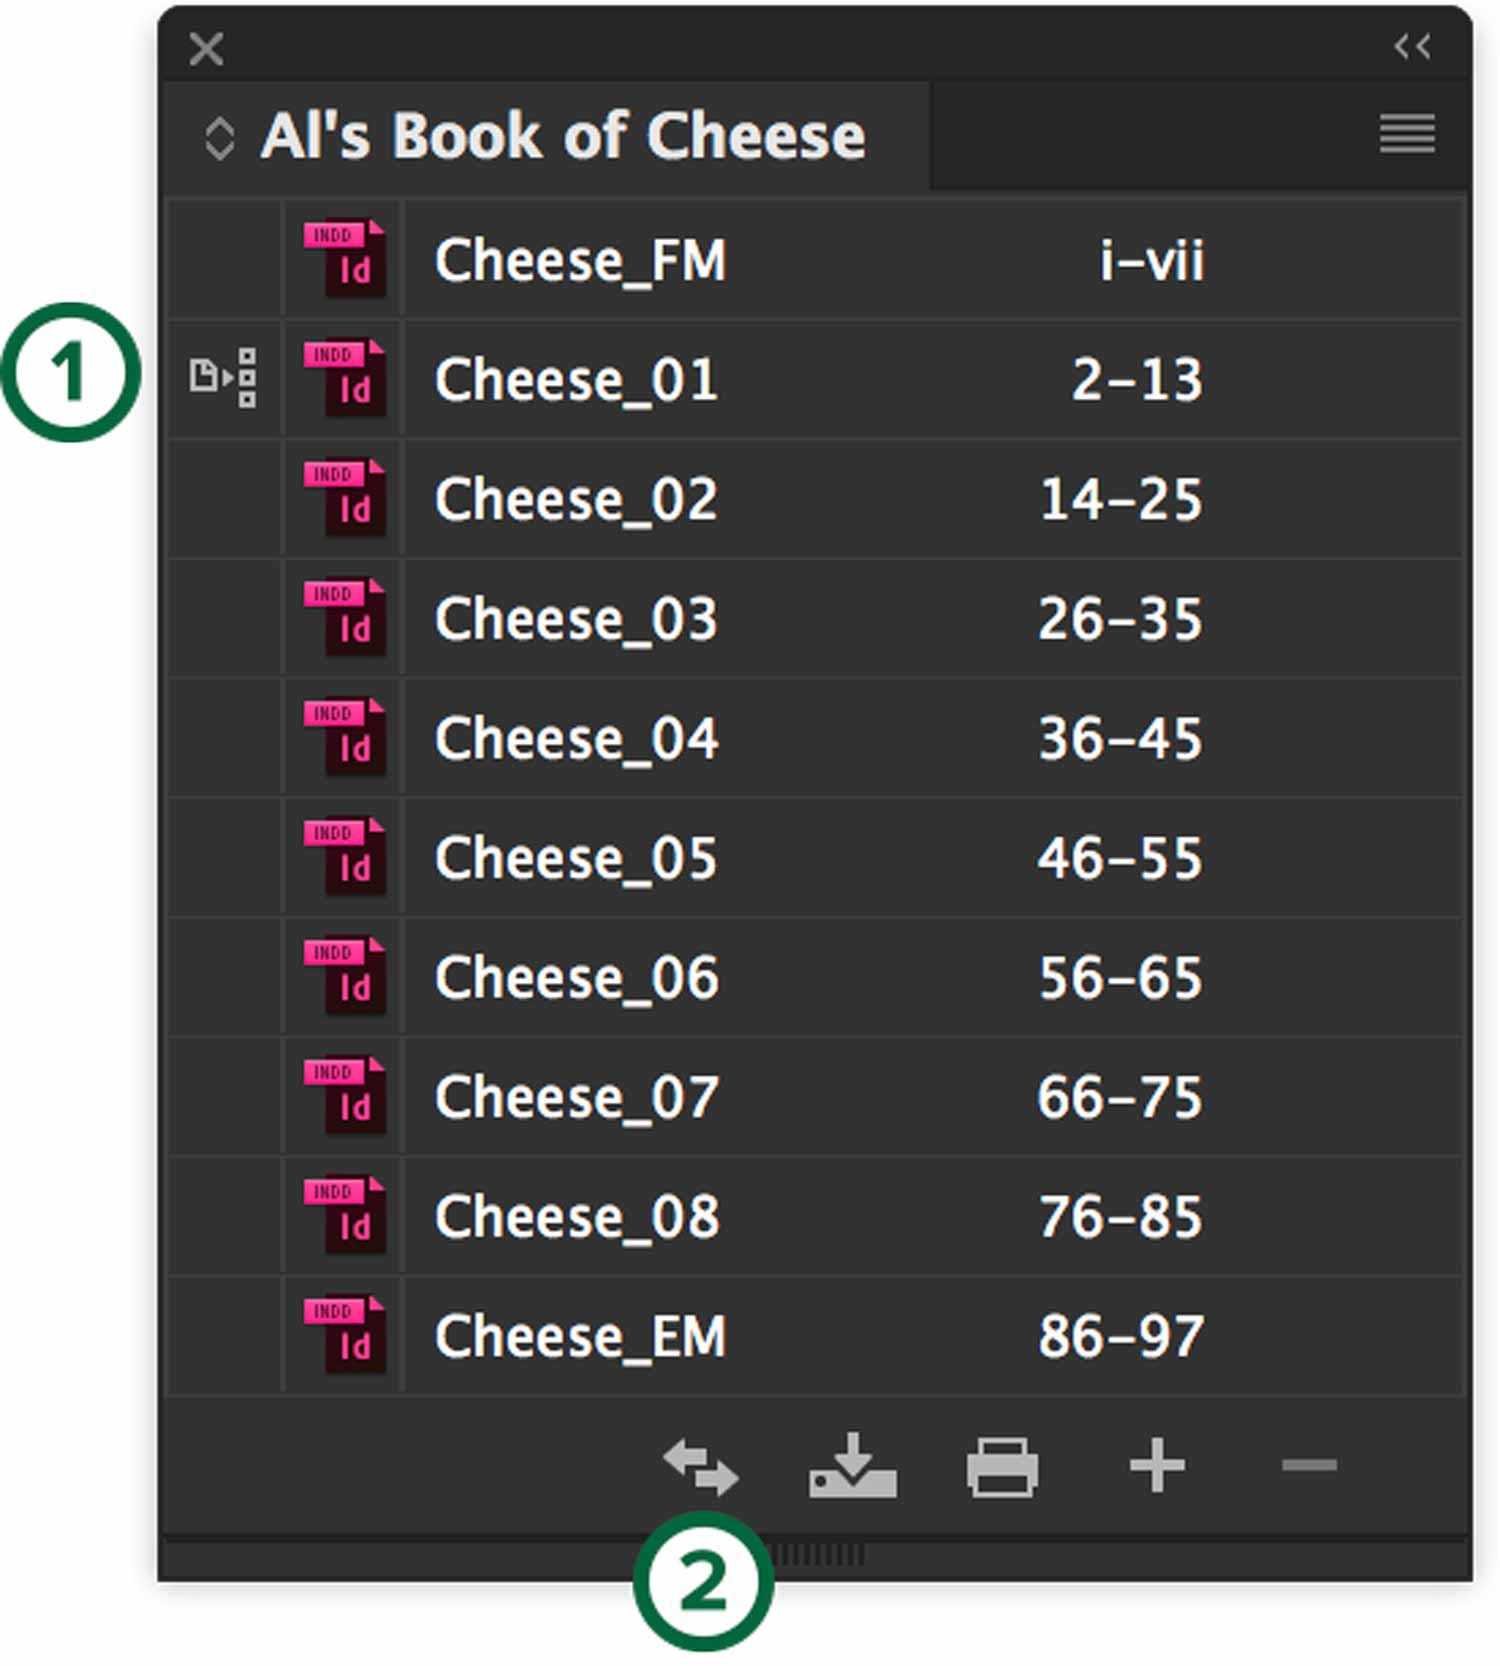 Al's Book of Cheese
INDD Id Cheese_FM i–vii
1 INDD Id Cheese_01 2–13
INDD Id Cheese_02 14–25
INDD Id Cheese_03 26–35
INDD Id Cheese_04 36–45
INDD Id Cheese_05 46–55
INDD Id Cheese_06 56–65
INDD Id Cheese_07 66–75
INDD Id Cheese_08 76–85
INDD Id Cheese_EM 86–97
2